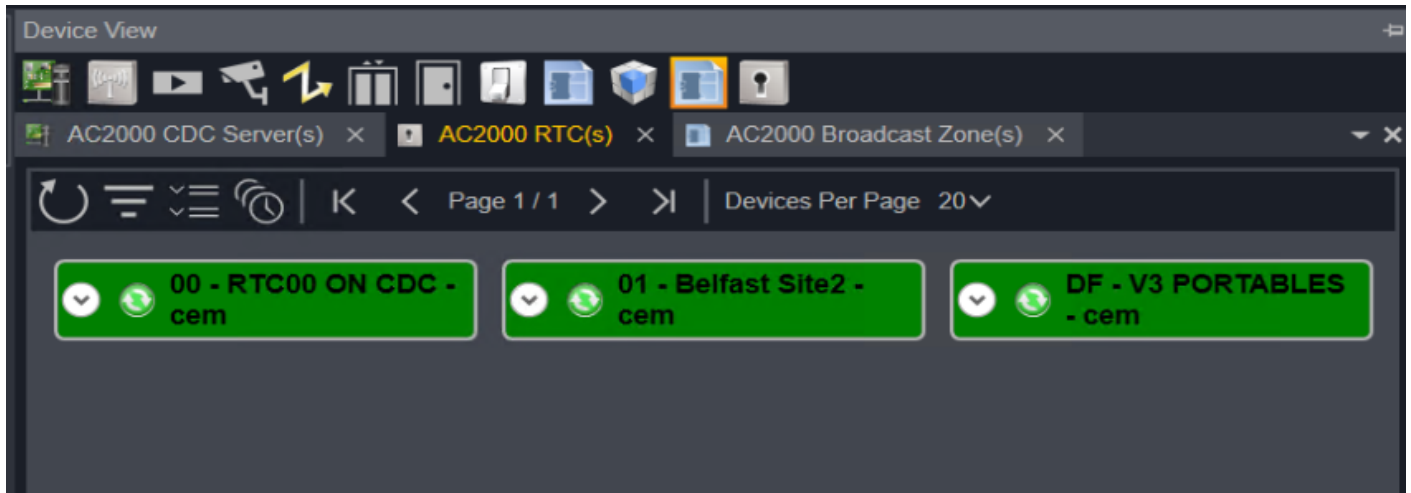 Device View
AC2000 CDC Server(s)
AC2000 RTC(s)
AC2000 Broadcast Zone(s)
Page 1 / 1
Devices Per Page 20
00 - RTC00 ON CDC -
cem
01 - Belfast Site2 -
cem
DF - V3 PORTABLES
- cem